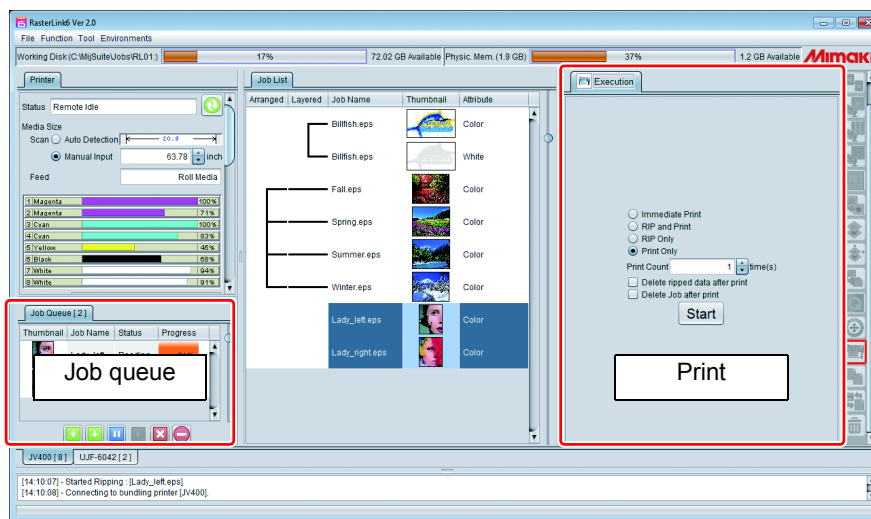 RasterLink6 Ver 2.0
File Function Tool Environments
Working Disk (C:\MijSuite\Jobs\RL01:) 17% 72.02 GB Available Physic. Mem. (1.9 GB) 37% 1.2 GB Available Mimaki
Printer
Status Remote Idle
Media Size
Scan Auto Detection 20.9
Manual Input 63.78 inch
Feed Roll Media
1 Magenta 100%
2 Magenta 71%
3 Cyan 100%
4 Cyan 83%
5 Yellow 45%
6 Black 68%
7 White 94%
8 White 91%
Job Queue [ 2 ]
Thumbnail Job Name Status Progress
Job queue
Job List
Arranged Layered Job Name Thumbnail Attribute
Billfish.eps Color
Billfish.eps White
Fall.eps Color
Spring.eps Color
Summer.eps Color
Winter.eps Color
Lady_left.eps Color
Lady_right.eps Color
Execution
Immediate Print
RIP and Print
RIP Only
Print Only
Print Count 1 time(s)
Delete ripped data after print
Delete Job after print
Start
Print
JV400 [ 8 ] UJF-6042 [ 2 ]
[14:10:07] - Started Ripping : [Lady_left.eps]
[14:10:08] - Connecting to bundling printer [JV400].